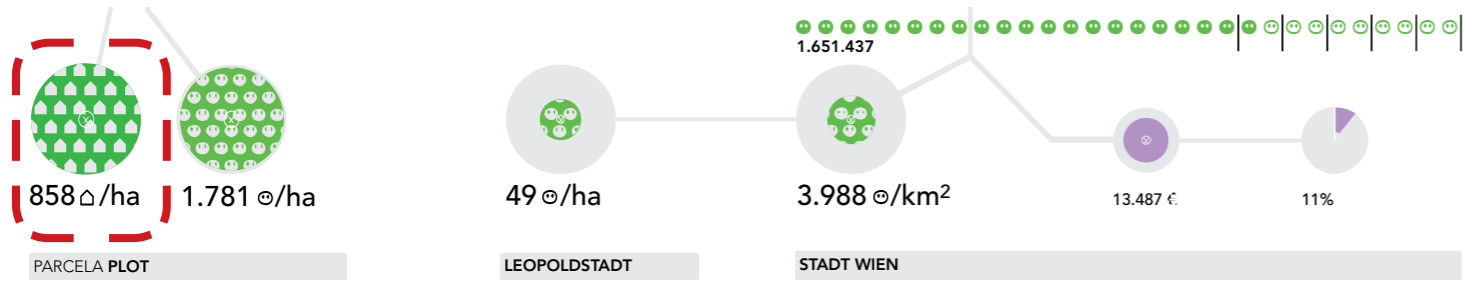 1.651.437
858 /ha
1.781 /ha
49 /ha
3.988 /km²
13.487 €
11%
PARCELA PLOT
LEOPOLDSTADT
STADT WIEN